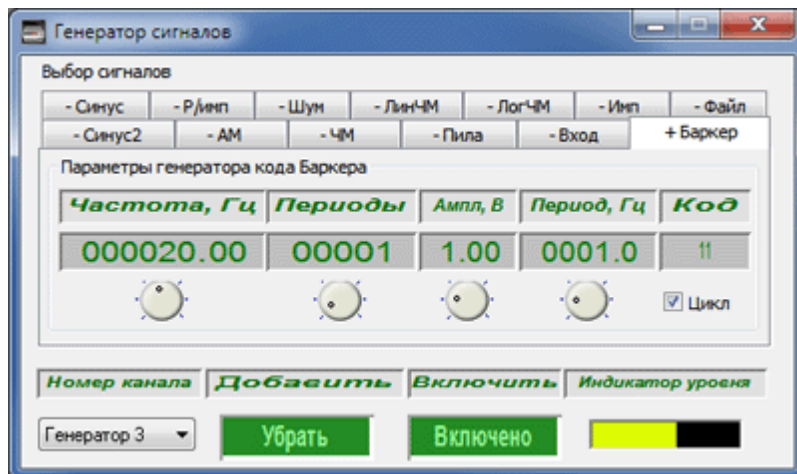 Генератор сигналов
Выбор сигналов
- Синус - Р/имп - Шум - ЛинЧМ - ЛогЧМ - Имп - Файл
- Синус2 - АМ - ЧМ - Пила - Вход + Баркер
Параметры генератора кода Баркера
Частота, Гц Периоды Ампл, В Период, Гц Код
000020.00 00001 1.00 0001.0 11
Цикл
Номер канала Добавить Включить Индикатор уровня
Генератор 3 Убрать Включено